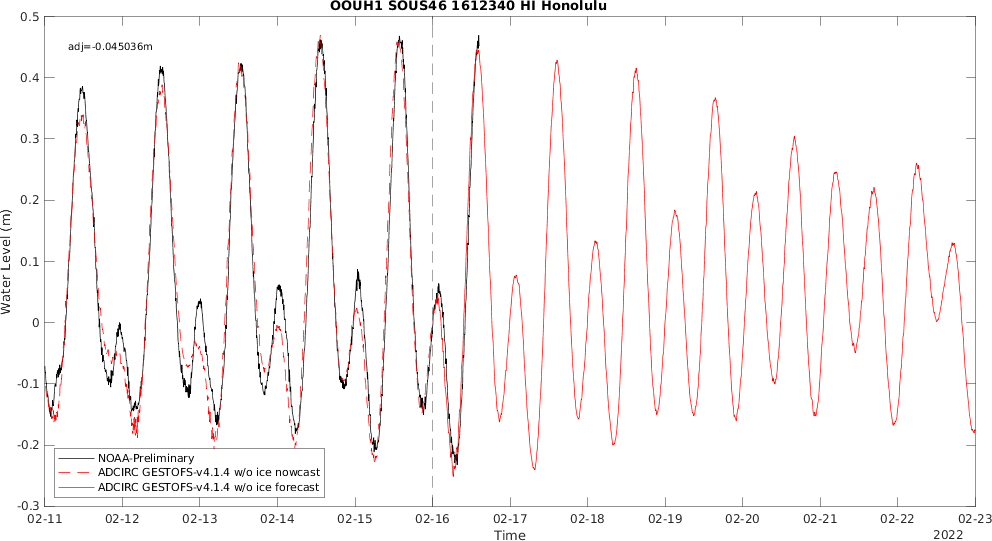 OOUH1 SOUS46 1612340 HI Honolulu
adj=-0.045036m
Water Level (m)
0.5
0.4
0.3
0.2
0.1
0
-0.1
-0.2
-0.3
NOAA-Preliminary
ADCIRC GESTOFS-v4.1.4 w/o ice nowcast
ADCIRC GESTOFS-v4.1.4 w/o ice forecast
02-11 02-12 02-13 02-14 02-15 02-16 02-17 02-18 02-19 02-20 02-21 02-22 02-23
Time
2022